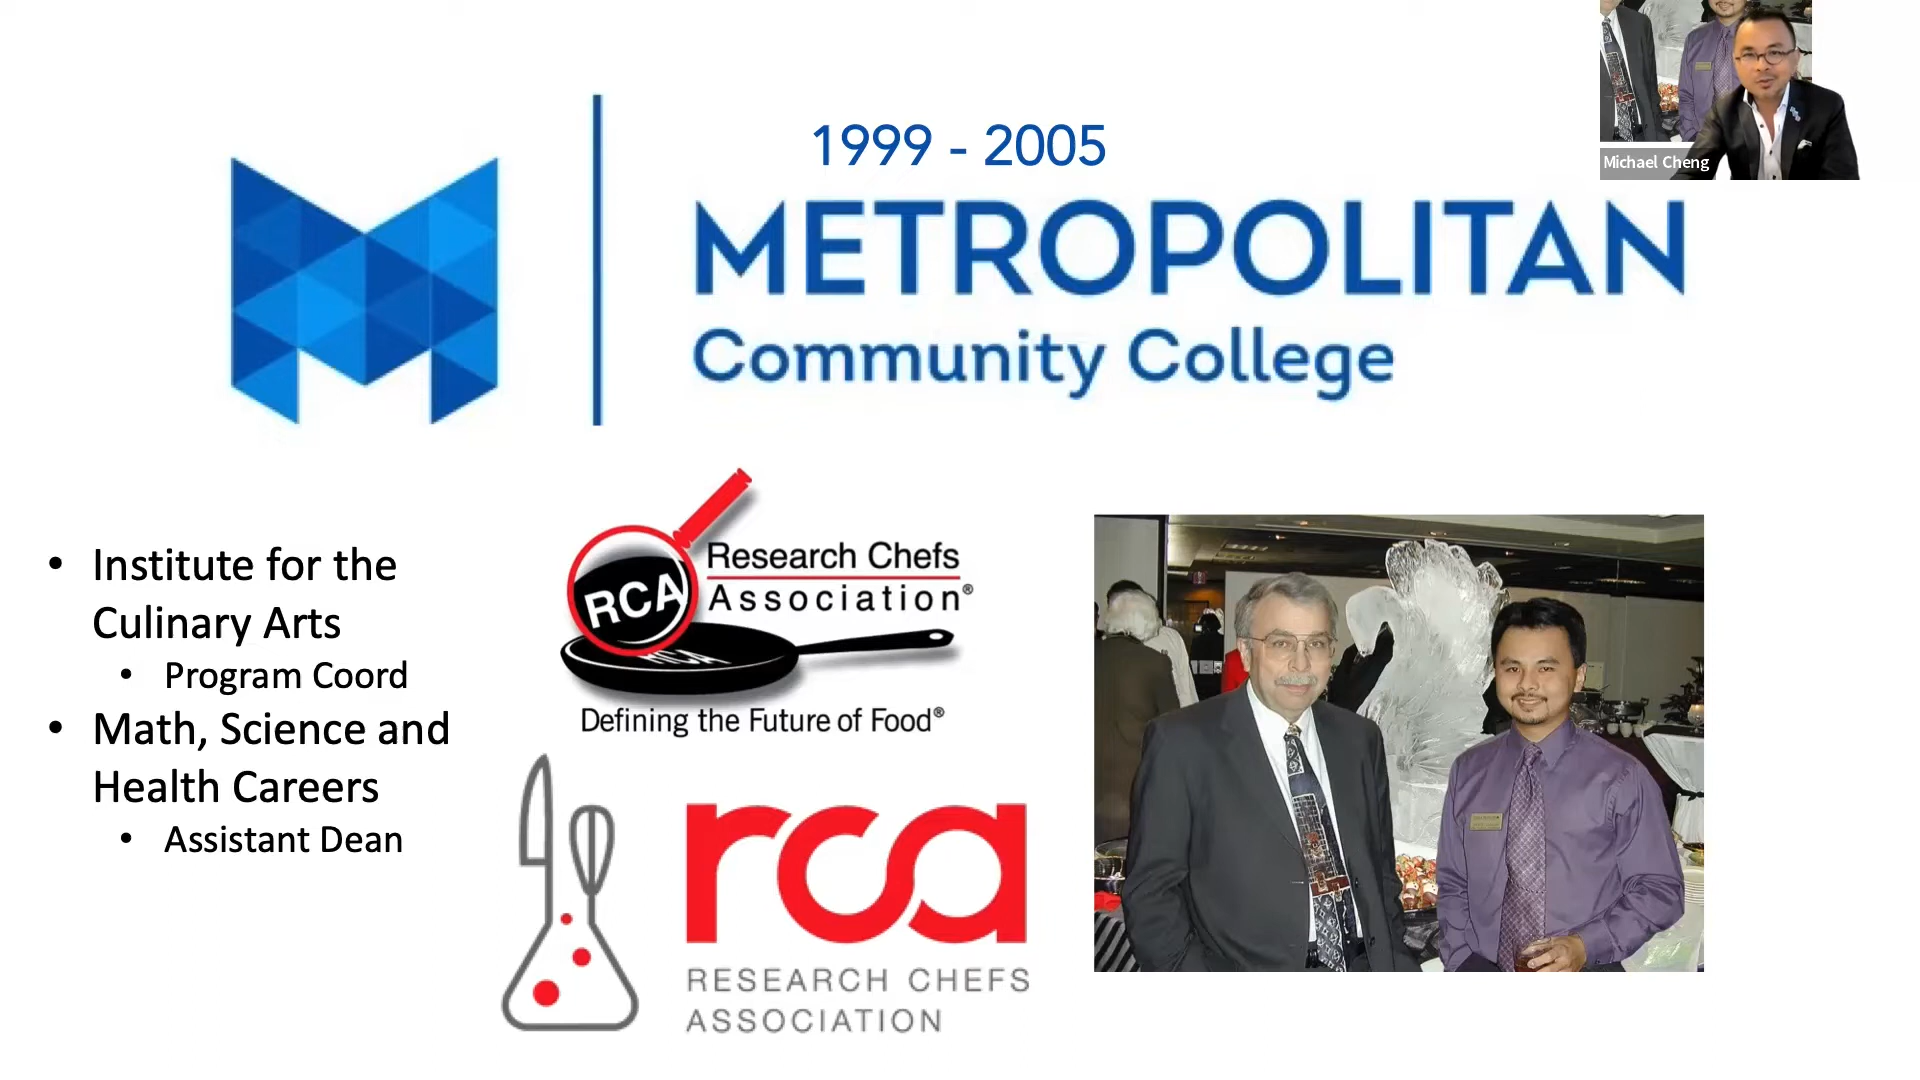 Michael Cheng
1999 - 2005
METROPOLITAN
Community College
• Institute for the
Culinary Arts
• Program Coord
• Math, Science and
Health Careers
• Assistant Dean
RCA
Research Chefs
Association®
RCA
Defining the Future of Food®
rca
RESEARCH CHEFS
ASSOCIATION